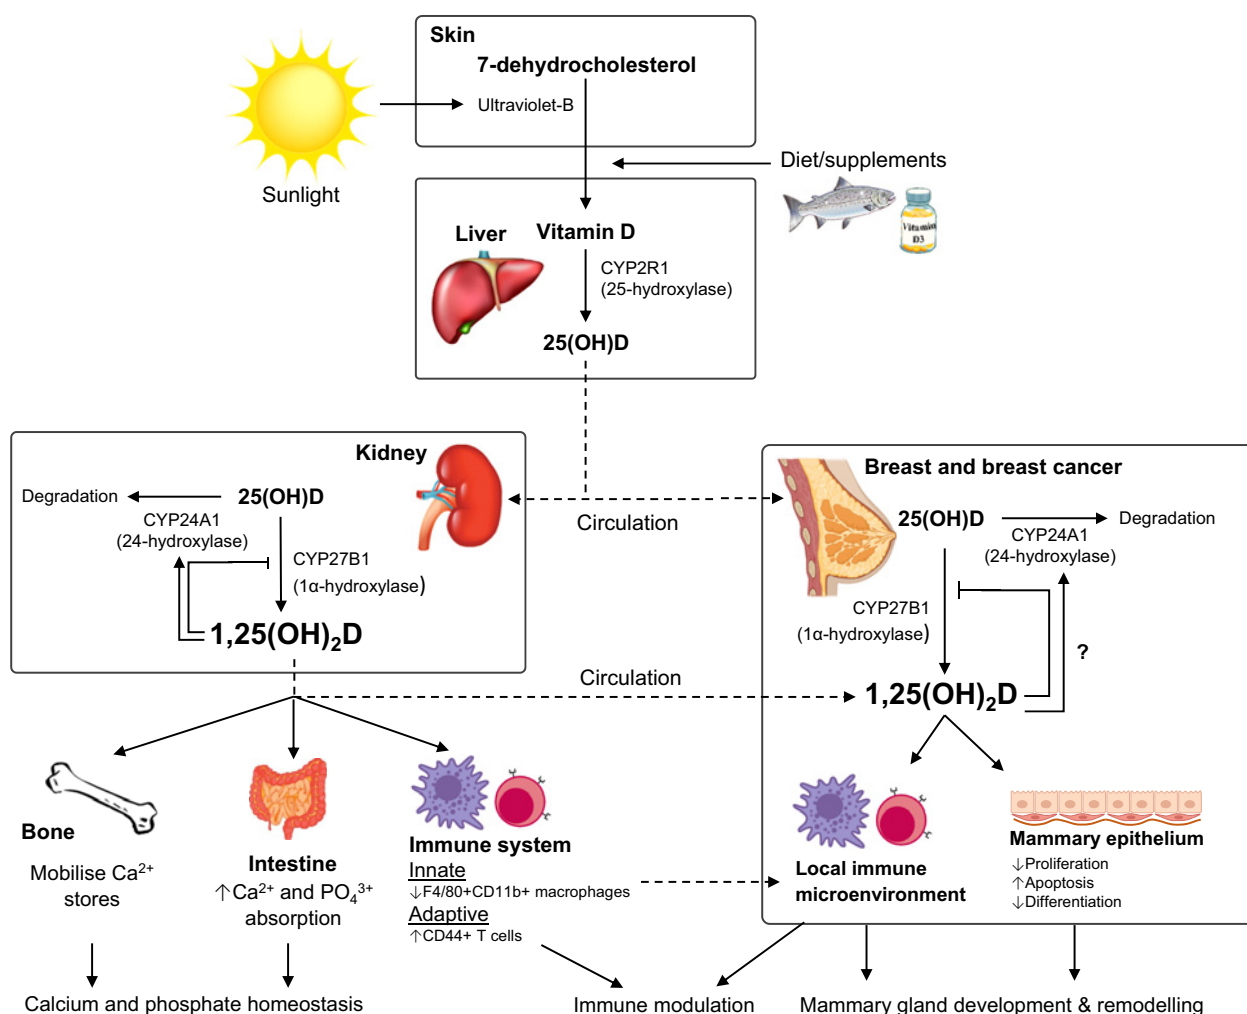 Skin
7-dehydrocholesterol
Ultraviolet-B
Sunlight
Diet/supplements
Vitamin
D3
Liver
Vitamin D
CYP2R1
(25-hydroxylase)
25(OH)D
Kidney
Degradation
25(OH)D
CYP24A1
(24-hydroxylase)
CYP27B1
(1α-hydroxylase)
1,25(OH)₂D
Circulation
Breast and breast cancer
25(OH)D
Degradation
CYP24A1
(24-hydroxylase)
CYP27B1
(1α-hydroxylase)
?
1,25(OH)₂D
Circulation
Bone
Mobilise Ca²⁺
stores
Intestine
↑Ca²⁺ and PO₄³⁺
absorption
Immune system
Innate
↓F4/80+CD11b+ macrophages
Adaptive
↑CD44+ T cells
Local immune
microenvironment
Mammary epithelium
↓Proliferation
↑Apoptosis
↓Differentiation
Calcium and phosphate homeostasis
Immune modulation
Mammary gland development & remodelling